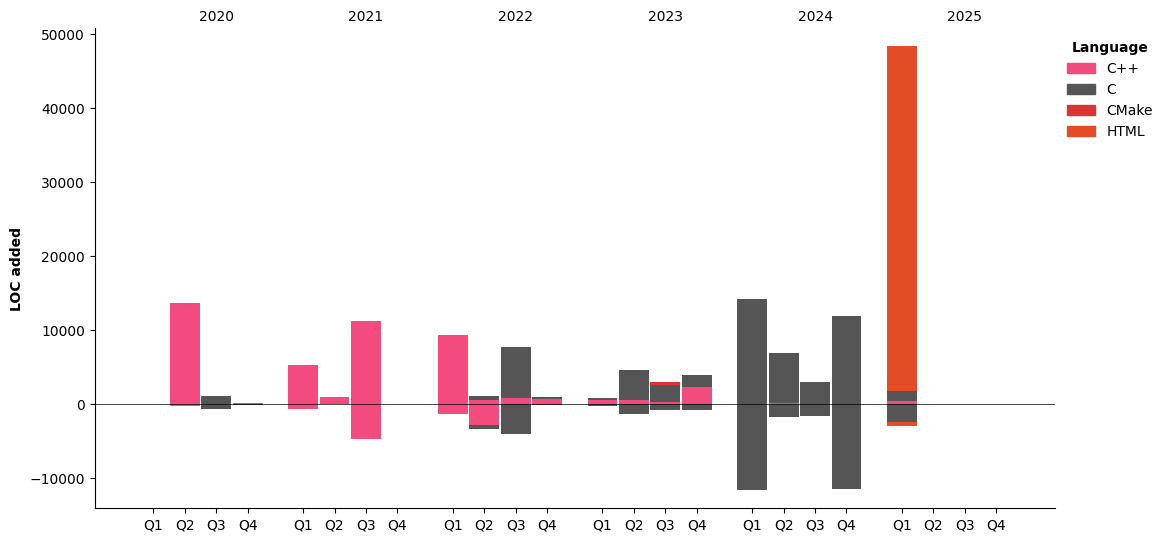 2020 2021 2022 2023 2024 2025
Language
C++
C
CMake
HTML
LOC added
50000
40000
30000
20000
10000
0
−10000
Q1 Q2 Q3 Q4 Q1 Q2 Q3 Q4 Q1 Q2 Q3 Q4 Q1 Q2 Q3 Q4 Q1 Q2 Q3 Q4 Q1 Q2 Q3 Q4